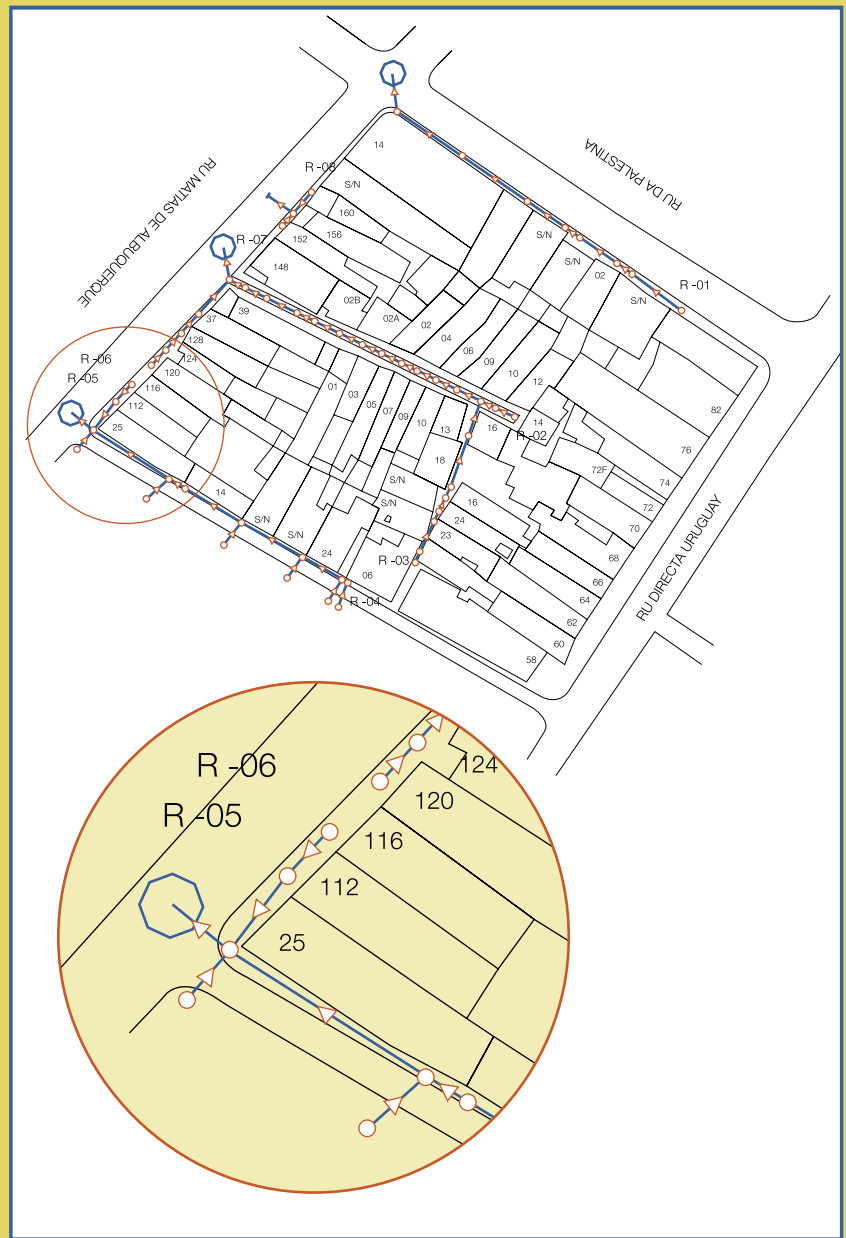 14
RU DA PALESTINA
R -08
S/N
160
RU MATIAS DE ALBUQUERQUE
156
152
R -07
148
S/N
S/N
02
S/N
R -01
02B
02A
02
04
06
09
10
12
37
39
128
124
R -06
R -05
120
116
112
25
01
03
05
07
09
10
13
16
14
R -02
82
76
74
72F
72
70
68
66
64
62
60
58
RU DIRECTA URUGUAY
18
S/N
S/N
16
24
23
R -03
14
S/N
S/N
24
06
R -04
R -06
R -05
124
120
116
112
25